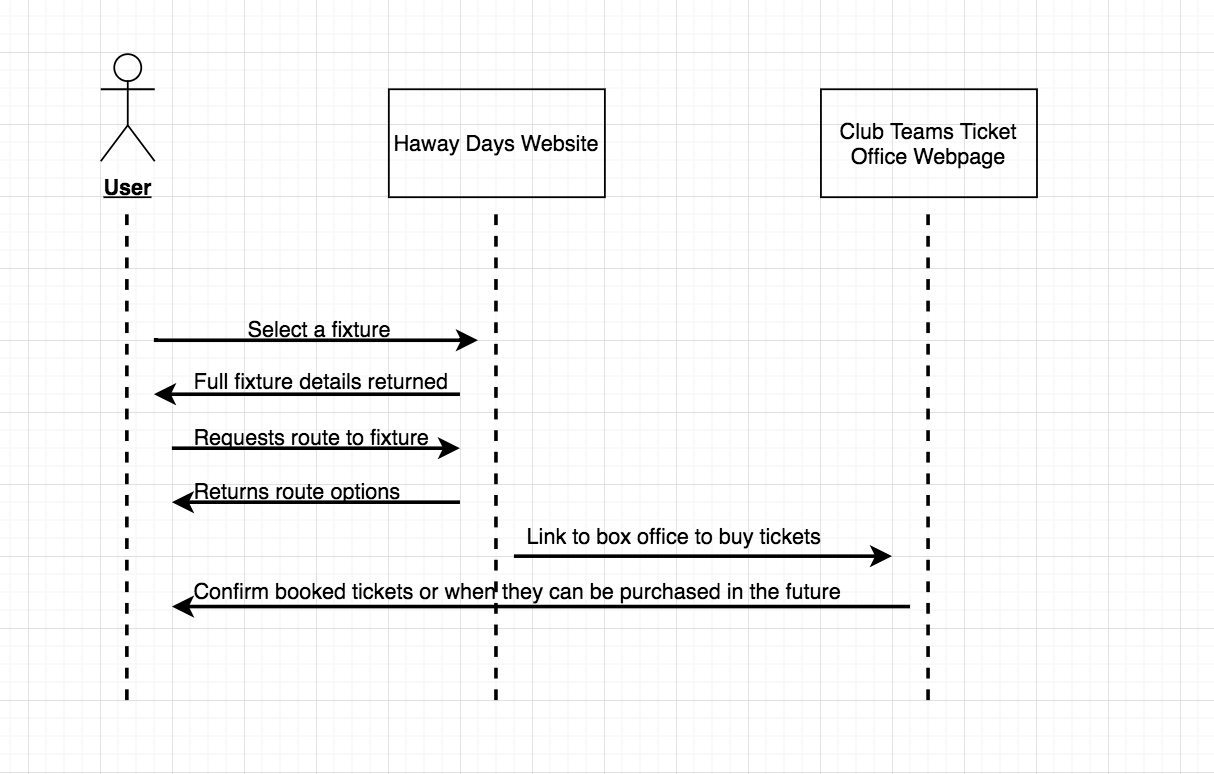 User
Haway Days Website
Club Teams Ticket
Office Webpage
Select a fixture
Full fixture details returned
Requests route to fixture
Returns route options
Link to box office to buy tickets
Confirm booked tickets or when they can be purchased in the future